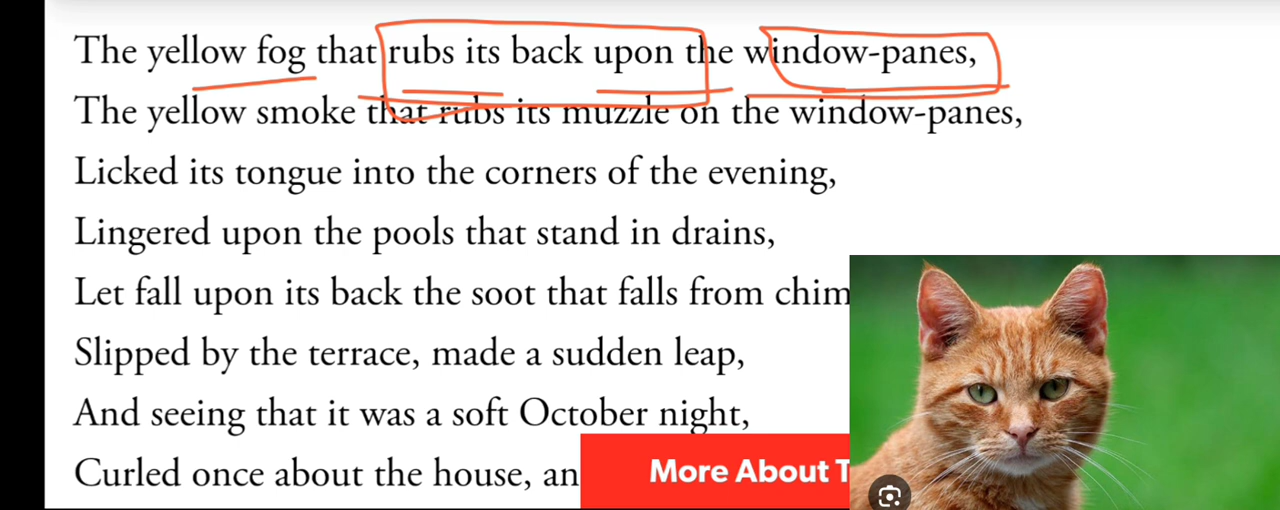 The yellow fog that rubs its back upon the window-panes,
The yellow smoke that rubs its muzzle on the window-panes,
Licked its tongue into the corners of the evening,
Lingered upon the pools that stand in drains,
Let fall upon its back the soot that falls from chim
Slipped by the terrace, made a sudden leap,
And seeing that it was a soft October night,
Curled once about the house, an
More About T